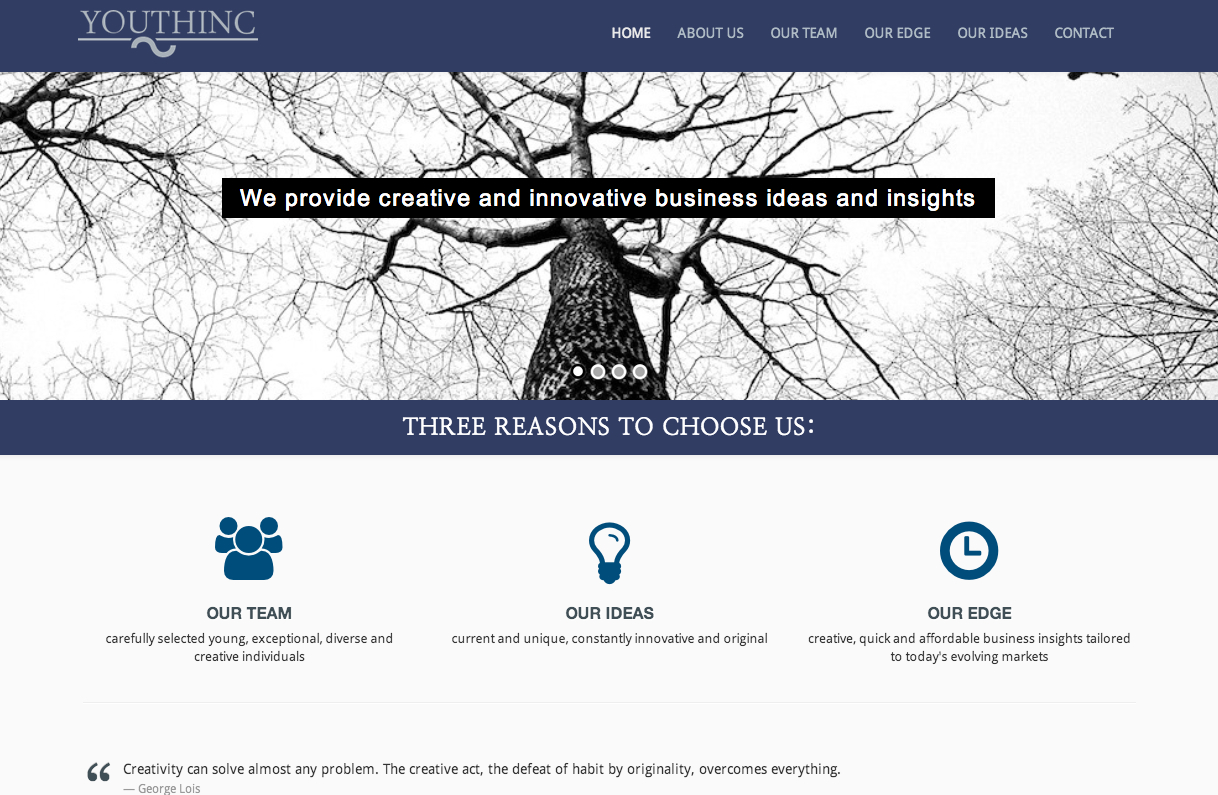 YOUTHINC
HOME ABOUT US OUR TEAM OUR EDGE OUR IDEAS CONTACT
We provide creative and innovative business ideas and insights
THREE REASONS TO CHOOSE US:
OUR TEAM
carefully selected young, exceptional, diverse and
creative individuals
OUR IDEAS
current and unique, constantly innovative and original
OUR EDGE
creative, quick and affordable business insights tailored
to today's evolving markets
“ Creativity can solve almost any problem. The creative act, the defeat of habit by originality, overcomes everything.
— George Lois